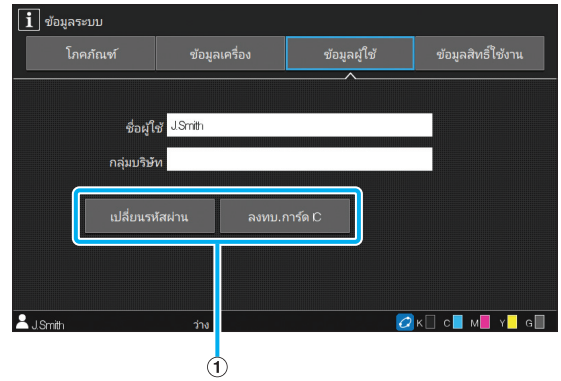 i ข้อมูลระบบ
โภคภัณฑ์ ข้อมูลเครื่อง ข้อมูลผู้ใช้ ข้อมูลสิทธิ์ใช้งาน
ชื่อผู้ใช้ J.Smith
กลุ่มบริษัท
เปลี่ยนรหัสผ่าน ลงทบ.การ์ด IC
J.Smith ว่าง K C M Y G
1